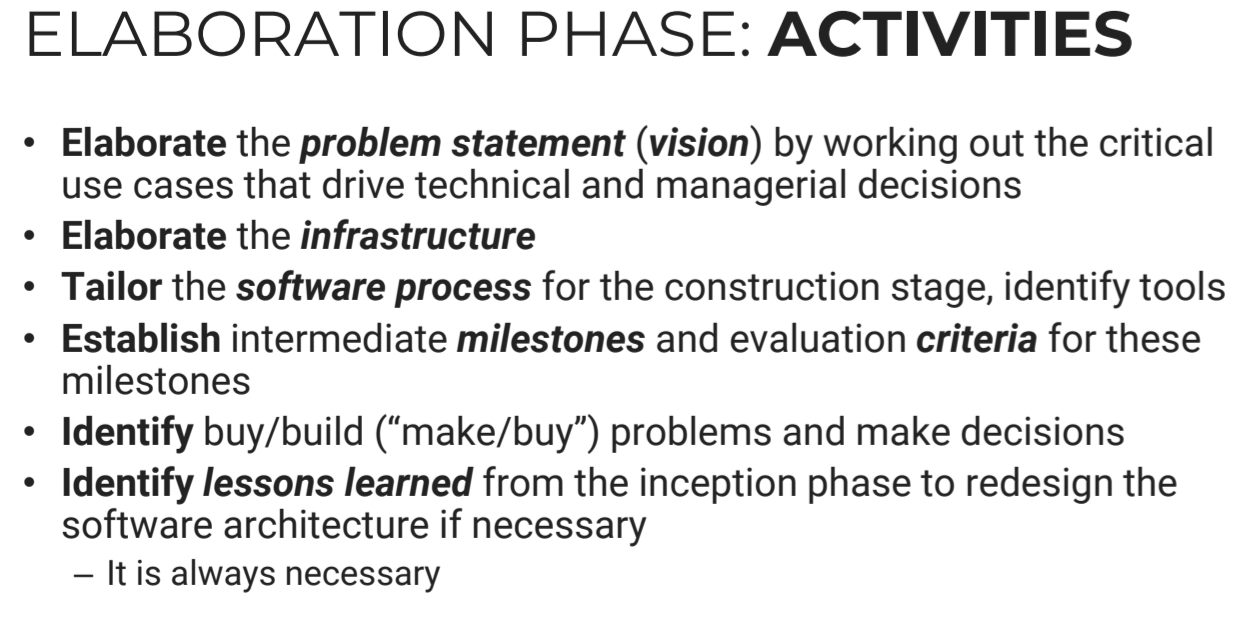 ELABORATION PHASE: ACTIVITIES
• Elaborate the problem statement (vision) by working out the critical
use cases that drive technical and managerial decisions
• Elaborate the infrastructure
• Tailor the software process for the construction stage, identify tools
• Establish intermediate milestones and evaluation criteria for these
milestones
• Identify buy/build (“make/buy”) problems and make decisions
• Identify lessons learned from the inception phase to redesign the
software architecture if necessary
– It is always necessary